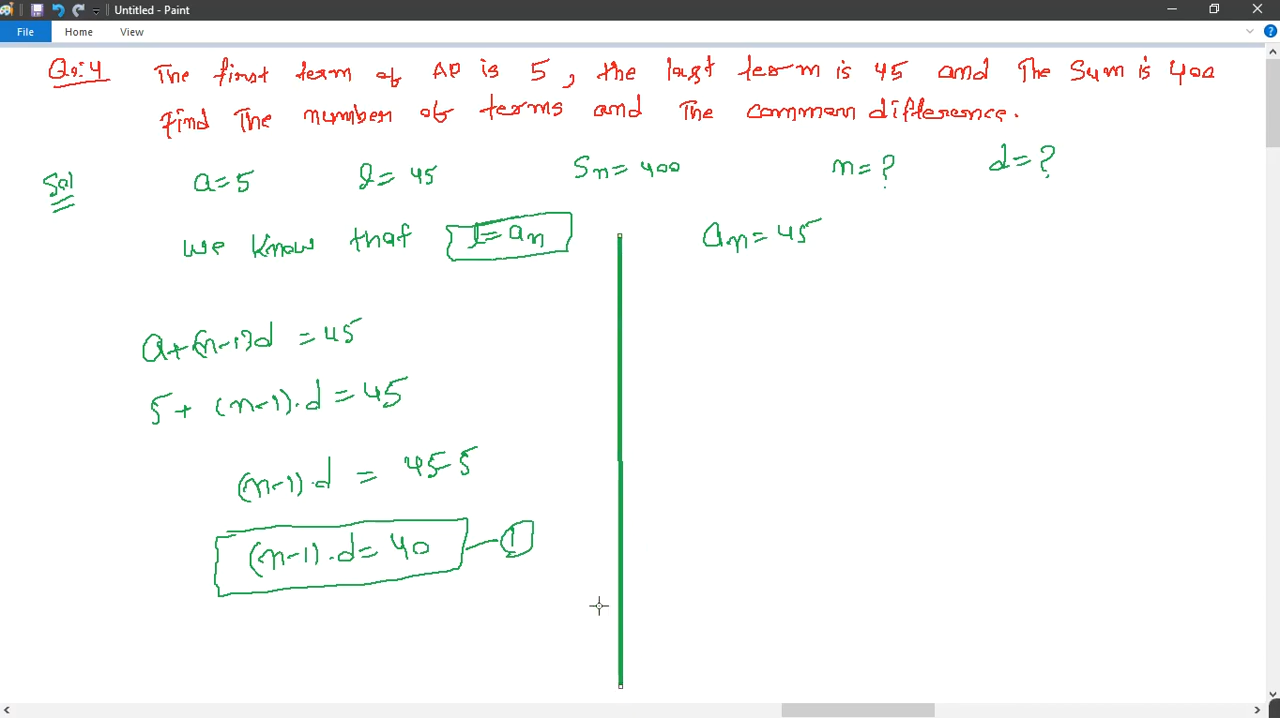 Untitled - Paint
File Home View
Qs:4 The first term of AP is 5, the last term is 45 and The Sum is 400
Find The number of terms and The common difference.
Sol a=5 l=45 Sn=400 n=? d=?
we know that l=an an=45
a+(n-1)d =45
5+(n-1).d=45
(n-1).d = 45-5
(n-1).d=40 — 1